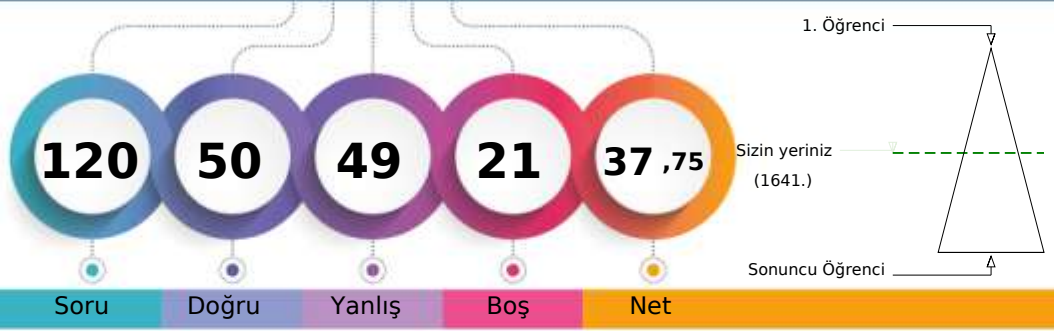 120 50 49 21 37 ,75
Soru Doğru Yanlış Boş Net
1. Öğrenci
Sizin yeriniz
(1641.)
Sonuncu Öğrenci